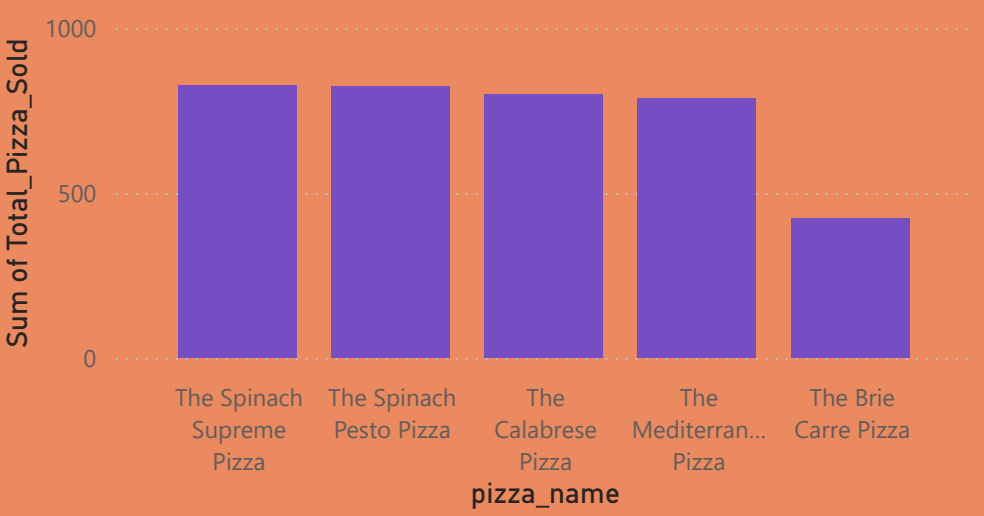 Sum of Total_Pizza_Sold
1000
500
0
The Spinach
Supreme
Pizza
The Spinach
Pesto Pizza
The
Calabrese
Pizza
The
Mediterran...
Pizza
The Brie
Carre Pizza
pizza_name